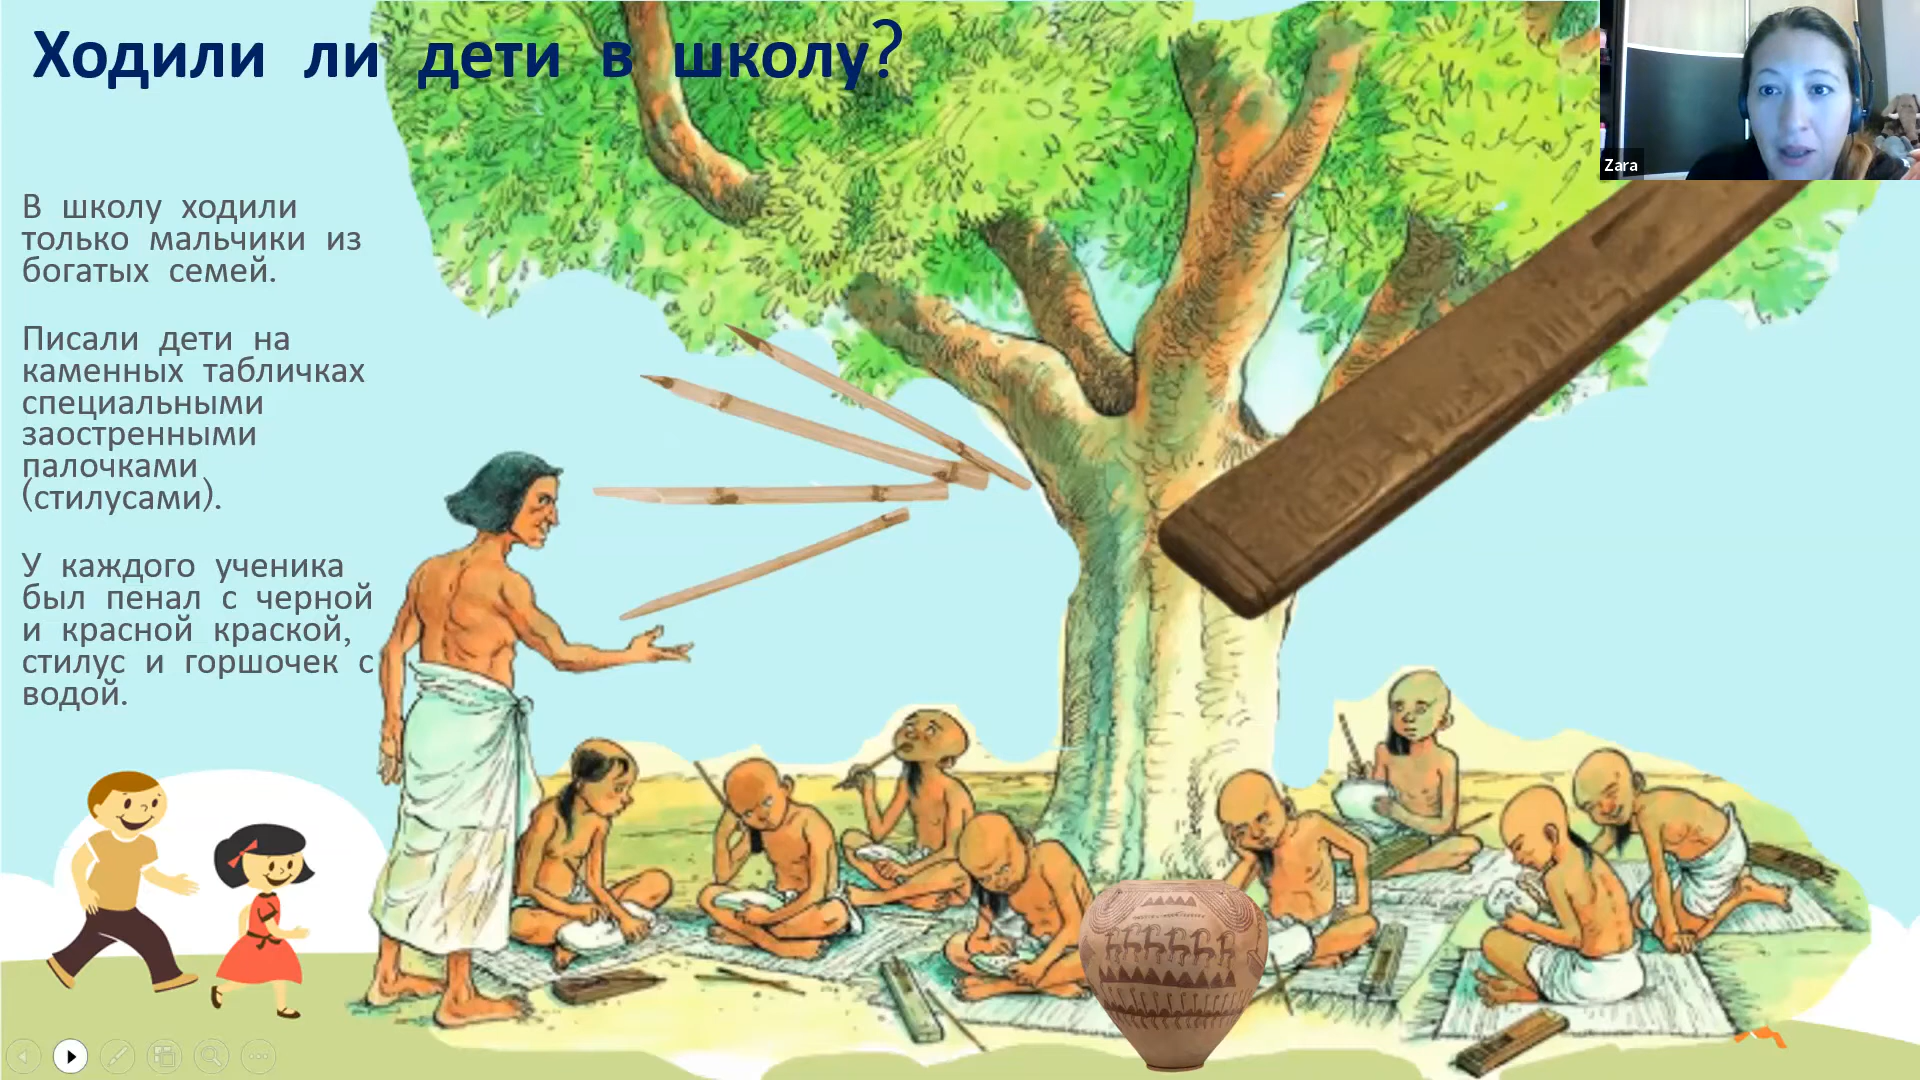 Ходили ли дети в школу?
Zara
В школу ходили
только мальчики из
богатых семей.
Писали дети на
каменных табличках
специальными
заостренными
палочками
(стилусами).
У каждого ученика
был пенал с черной
и красной краской,
стилус и горшочек с
водой.